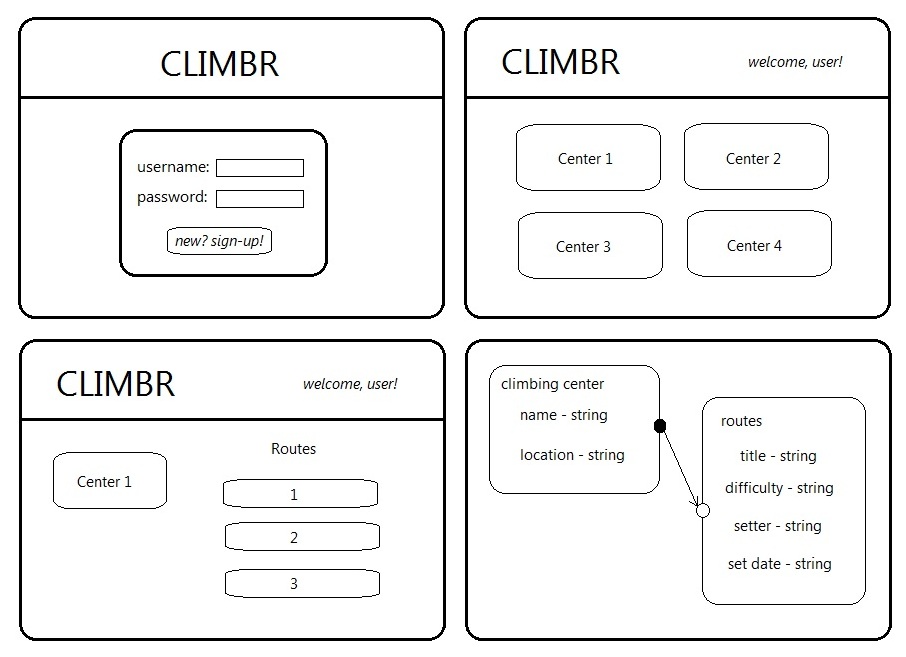 CLIMBR
username:
password:
new? sign-up!
CLIMBR
welcome, user!
Center 1
Center 2
Center 3
Center 4
CLIMBR
welcome, user!
Center 1
Routes
1
2
3
climbing center
name - string
location - string
routes
title - string
difficulty - string
setter - string
set date - string